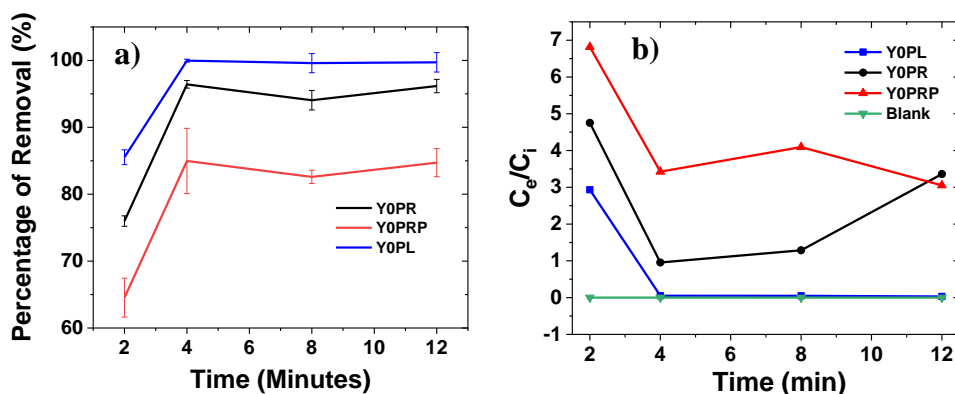 a)
Percentage of Removal (%)
100
90
80
70
60
Y0PR
Y0PRP
Y0PL
2 4 6 8 10 12
Time (Minutes)
b)
Cₑ/Cᵢ
7
6
5
4
3
2
1
0
-1
Y0PL
Y0PR
Y0PRP
Blank
2 4 6 8 10 12
Time (min)